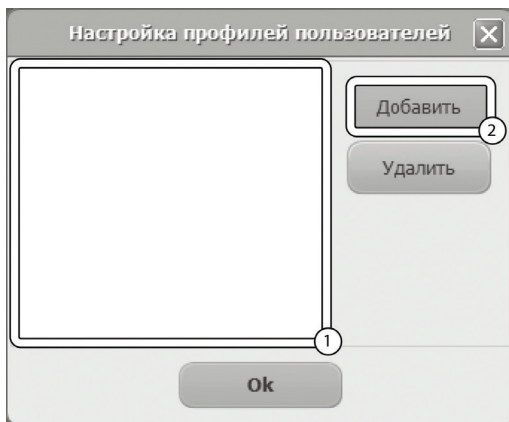 Настройка профилей пользователей
Добавить
2
Удалить
1
Ok